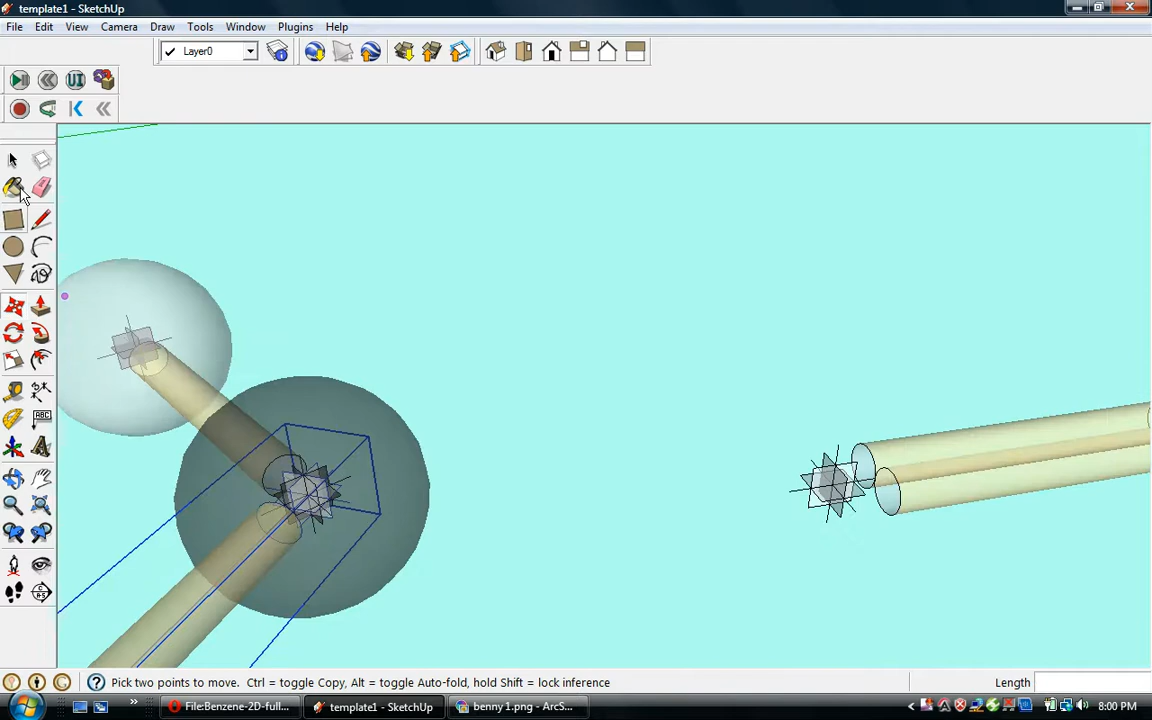 template1 - SketchUp
File Edit View Camera Draw Tools Window Plugins Help
Layer0
UI
ABC
Pick two points to move. Ctrl = toggle Copy, Alt = toggle Auto-fold, hold Shift = lock inference
Length
File:Benzene-2D-full... template1 - SketchUp benny 1.png - ArcS... 8:00 PM